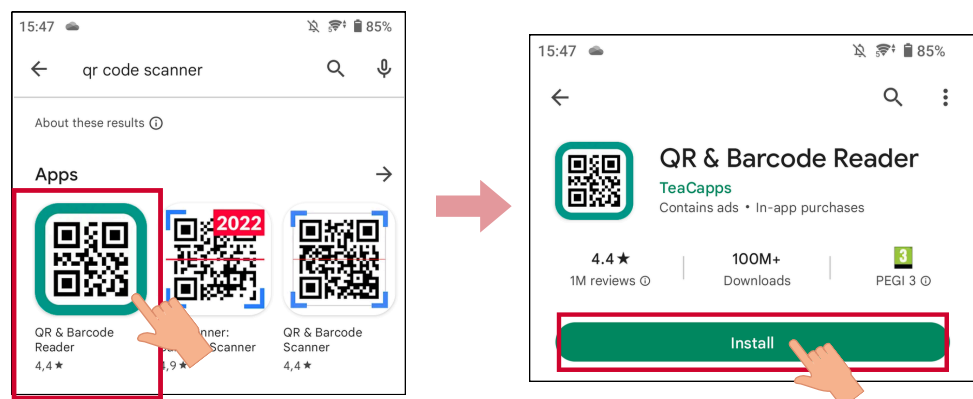 15:47
85%
qr code scanner
About these results
Apps
2022
QR & Barcode
Reader
4,4★
nner:
Scanner
4,9★
QR & Barcode
Scanner
4,4★
15:47
85%
QR & Barcode Reader
TeaCapps
Contains ads • In-app purchases
4.4★
1M reviews
100M+
Downloads
3
PEGI 3
Install